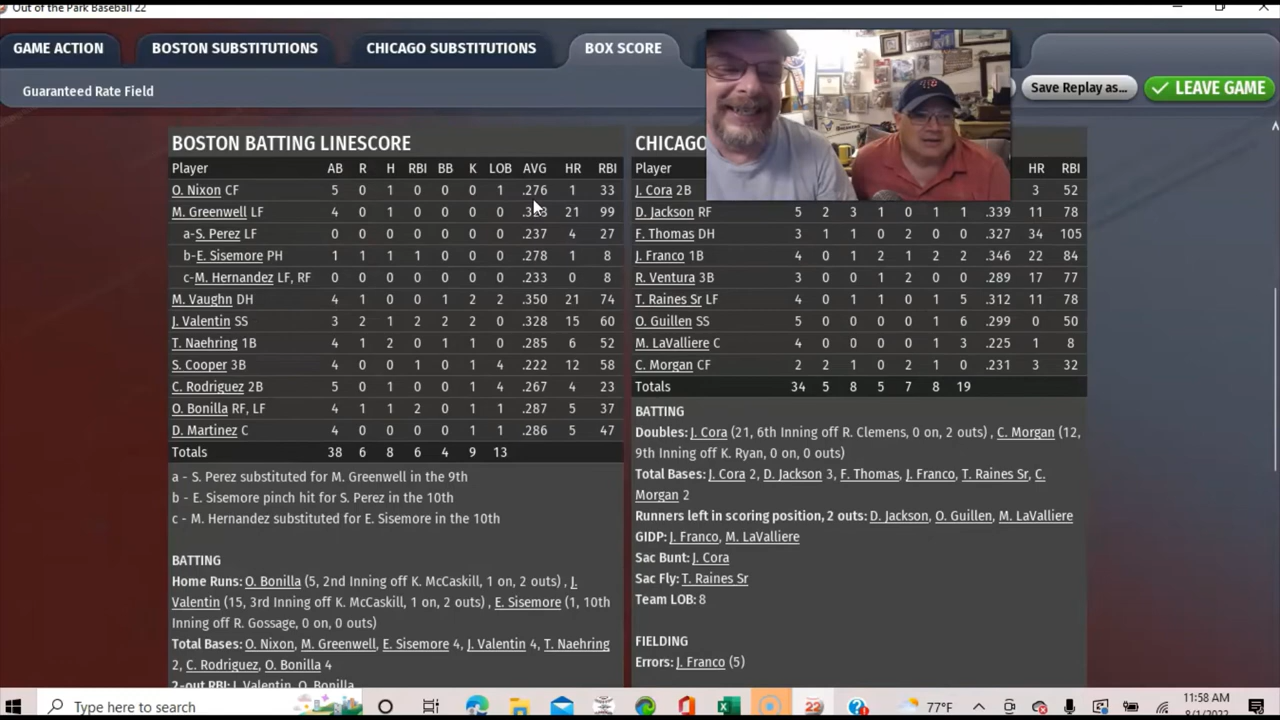 Out of the Park Baseball 22
GAME ACTION BOSTON SUBSTITUTIONS CHICAGO SUBSTITUTIONS BOX SCORE
Guaranteed Rate Field Save Replay as... LEAVE GAME
BOSTON BATTING LINESCORE
Player AB R H RBI BB K LOB AVG HR RBI
O. Nixon CF 5 0 1 0 0 0 1 .276 1 33
M. Greenwell LF 4 0 1 0 0 0 0 21 99
a-S. Perez LF 0 0 0 0 0 0 0 .237 4 27
b-E. Sisemore PH 1 1 1 1 0 0 0 .278 1 8
c-M. Hernandez LF, RF 0 0 0 0 0 0 0 .233 0 8
M. Vaughn DH 4 1 0 0 1 2 2 .350 21 74
J. Valentin SS 3 2 1 2 2 2 0 .328 15 60
T. Naehring 1B 4 1 2 0 1 1 0 .285 6 52
S. Cooper 3B 4 0 0 1 0 1 4 .222 12 58
C. Rodriguez 2B 5 0 1 0 0 1 4 .267 4 23
O. Bonilla RF, LF 4 1 1 2 0 1 1 .287 5 37
D. Martinez C 4 0 0 0 0 1 1 .286 5 47
Totals 38 6 8 6 4 9 13
a - S. Perez substituted for M. Greenwell in the 9th
b - E. Sisemore pinch hit for S. Perez in the 10th
c - M. Hernandez substituted for E. Sisemore in the 10th
BATTING
Home Runs: O. Bonilla (5, 2nd Inning off K. McCaskill, 1 on, 2 outs) , J.
Valentin (15, 3rd Inning off K. McCaskill, 1 on, 2 outs) , E. Sisemore (1, 10th
Inning off R. Gossage, 0 on, 0 outs)
Total Bases: O. Nixon, M. Greenwell, E. Sisemore 4, J. Valentin 4, T. Naehring
2, C. Rodriguez, O. Bonilla 4
2-out RBI: J. Valentin, O. Bonilla
CHICAGO
Player HR RBI
J. Cora 2B 3 52
D. Jackson RF 5 2 3 1 0 1 1 .339 11 78
F. Thomas DH 3 1 1 0 2 0 0 .327 34 105
J. Franco 1B 4 0 1 2 1 2 2 .346 22 84
R. Ventura 3B 3 0 0 1 2 0 0 .289 17 77
T. Raines Sr LF 4 0 1 1 0 1 5 .312 11 78
O. Guillen SS 5 0 0 0 0 1 6 .299 0 50
M. LaValliere C 4 0 0 0 0 1 3 .225 1 8
C. Morgan CF 2 2 1 0 2 1 0 .231 3 32
Totals 34 5 8 5 7 8 19
BATTING
Doubles: J. Cora (21, 6th Inning off R. Clemens, 0 on, 2 outs) , C. Morgan (12,
9th Inning off K. Ryan, 0 on, 0 outs)
Total Bases: J. Cora 2, D. Jackson 3, F. Thomas, J. Franco, T. Raines Sr, C.
Morgan 2
Runners left in scoring position, 2 outs: D. Jackson, O. Guillen, M. LaValliere
GIDP: J. Franco, M. LaValliere
Sac Bunt: J. Cora
Sac Fly: T. Raines Sr
Team LOB: 8
FIELDING
Errors: J. Franco (5)
Type here to search 22 77°F 11:58 AM